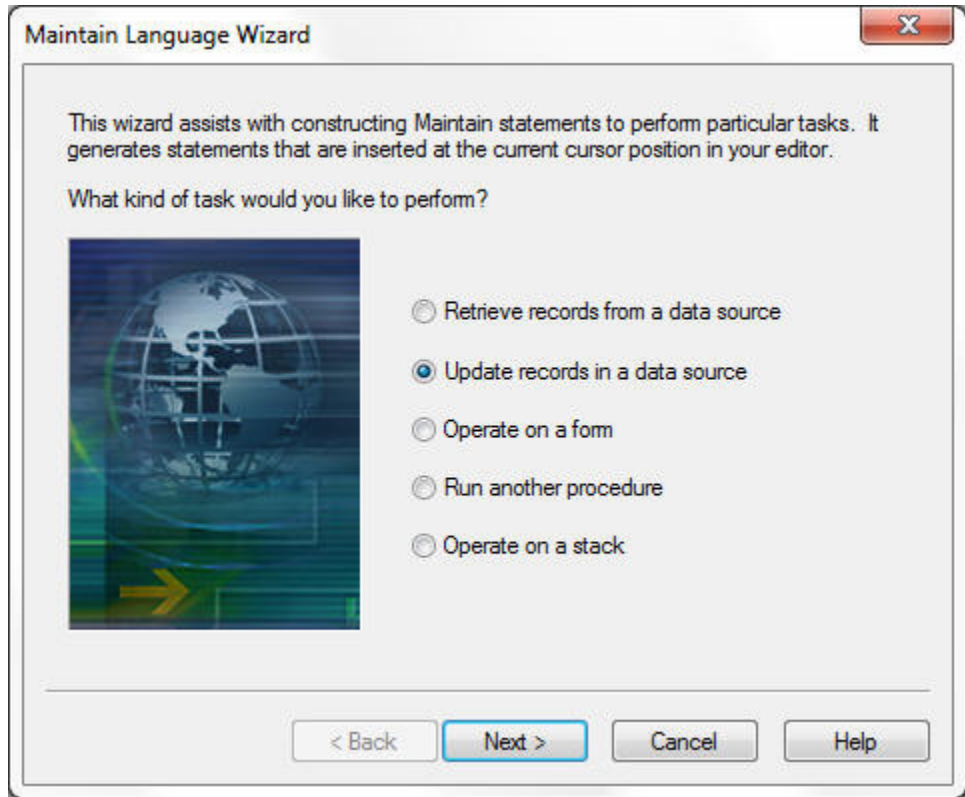 Maintain Language Wizard
This wizard assists with constructing Maintain statements to perform particular tasks. It
generates statements that are inserted at the current cursor position in your editor.
What kind of task would you like to perform?
Retrieve records from a data source
Update records in a data source
Operate on a form
Run another procedure
Operate on a stack
< Back Next > Cancel Help